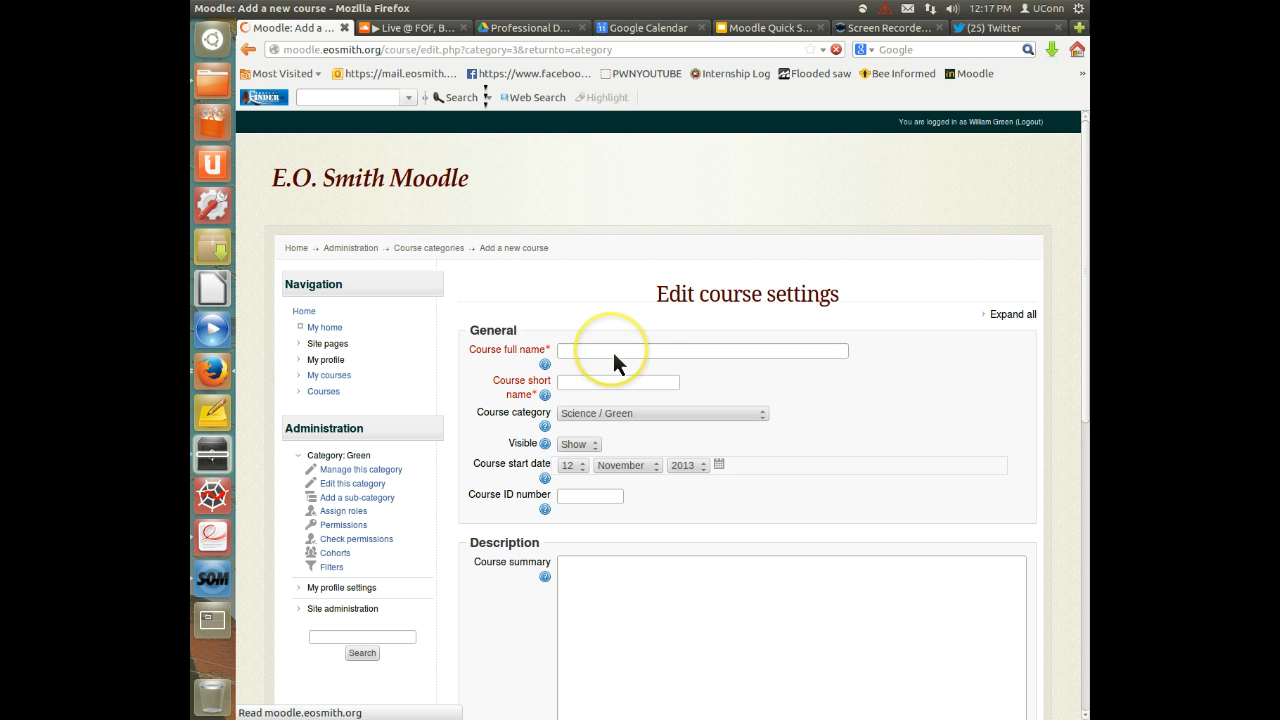 Moodle: Add a new course - Mozilla Firefox
12:17 PM UConn
Moodle: Add a ... ▶ Live @ FOF, B... Professional D... Google Calendar Moodle Quick S... Screen Recorde... (25) Twitter
moodle.eosmith.org/course/edit.php?category=3&returnto=category
Google
Most Visited https://mail.eosmith.... https://www.faceboo... PWNYOUTUBE Internship Log Flooded saw Bee Informed Moodle »
Search Web Search Highlight
You are logged in as William Green (Logout)
E.O. Smith Moodle
Home → Administration → Course categories → Add a new course
Navigation
Home
My home
Site pages
My profile
My courses
Courses
Administration
Category: Green
Manage this category
Edit this category
Add a sub-category
Assign roles
Permissions
Check permissions
Cohorts
Filters
My profile settings
Site administration
Search
Edit course settings
Expand all
General
Course full name*
Course short
name*
Course category Science / Green
Visible Show
Course start date 12 November 2013
Course ID number
Description
Course summary
SOM
Read moodle.eosmith.org